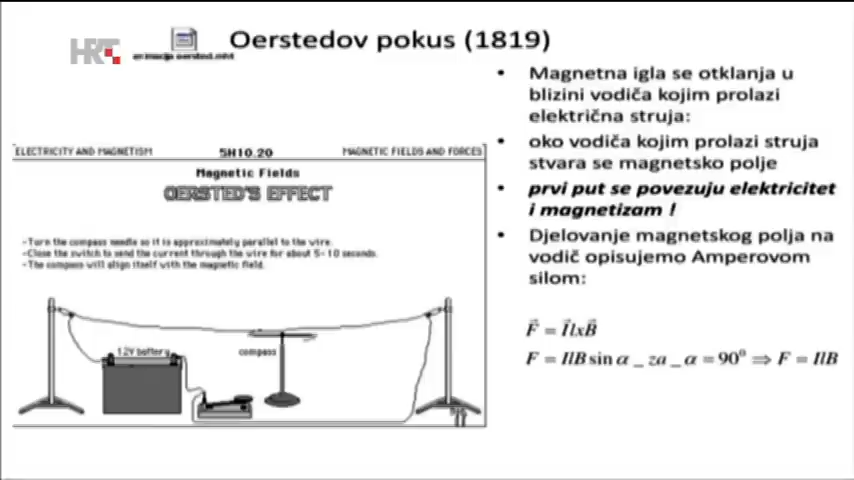 HRT
animacija oersted.mht
Oerstedov pokus (1819)
ELECTRICITY AND MAGNETISM 5H10.20 MAGNETIC FIELDS AND FORCES
Magnetic Fields
OERSTED'S EFFECT
-Turn the compass needle so it is approximately parallel to the wire.
-Close the switch to send the current through the wire for about 5-10 seconds.
-The compass will align itself with the magnetic field.
12V battery
compass
• Magnetna igla se otklanja u
blizini vodiča kojim prolazi
električna struja:
• oko vodiča kojim prolazi struja
stvara se magnetsko polje
• prvi put se povezuju elektricitet
i magnetizam !
• Djelovanje magnetskog polja na
vodič opisujemo Amperovom
silom:
F⃗ = I⃗lxB⃗
F = IlB sin α _ za _ α = 90⁰ ⇒ F = IlB